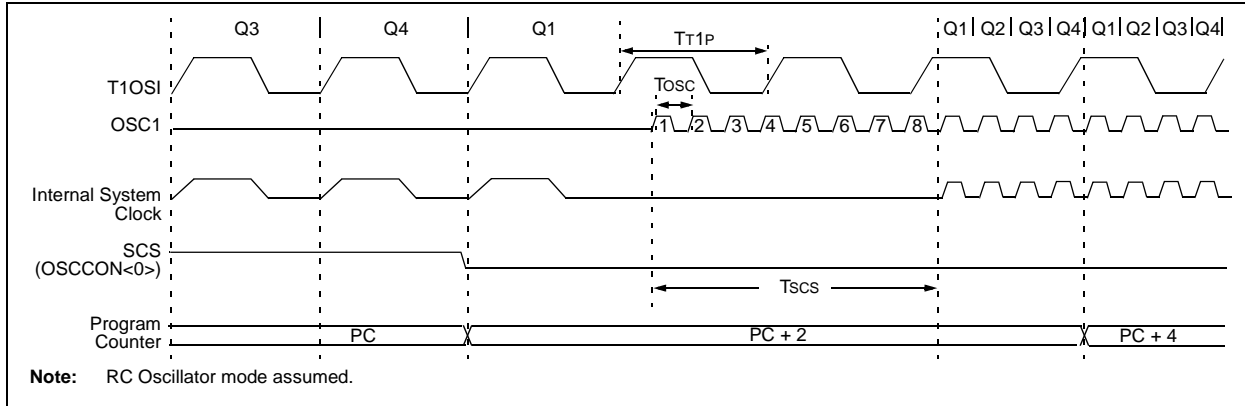 Q3 Q4 Q1 Q1 Q2 Q3 Q4 Q1 Q2 Q3 Q4
TT1P
T1OSI
TOSC
OSC1
1 2 3 4 5 6 7 8
Internal System
Clock
SCS
(OSCCON<0>)
TSCS
Program
Counter
PC PC + 2 PC + 4
Note: RC Oscillator mode assumed.